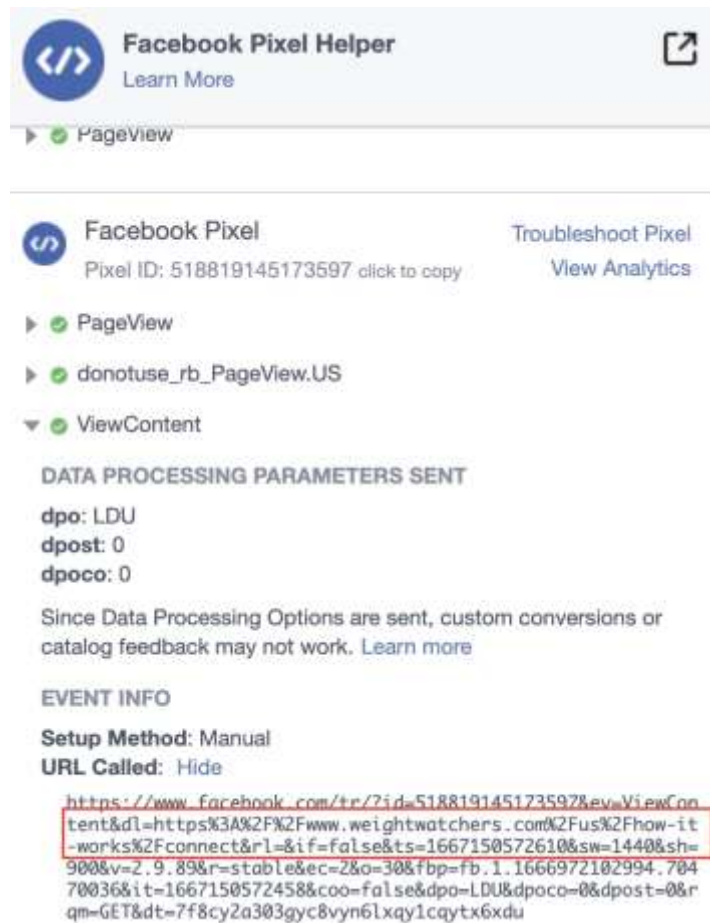 Facebook Pixel Helper
Learn More
PageView
Facebook Pixel
Troubleshoot Pixel
Pixel ID: 518819145173597 click to copy
View Analytics
PageView
donotuse_rb_PageView.US
ViewContent
DATA PROCESSING PARAMETERS SENT
dpo: LDU
dpost: 0
dpoco: 0
Since Data Processing Options are sent, custom conversions or
catalog feedback may not work. Learn more
EVENT INFO
Setup Method: Manual
URL Called: Hide
https://www.facebook.com/tr/?id=518819145173597&ev=ViewCon
tent&dl=https%3A%2F%2Fwww.weightwatchers.com%2Fus%2Fhow-it
-works%2Fconnect&rl=&if=false&ts=1667150572610&sw=1440&sh=
900&v=2.9.89&r=stable&ec=2&o=30&fbp=fb.1.1666972102994.704
70036&it=1667150572458&coo=false&dpo=LDU&dpoco=0&dpost=0&r
qm=GET&dt=7f8cy2a303gyc8vyn6lxqy1cqytx6xdu